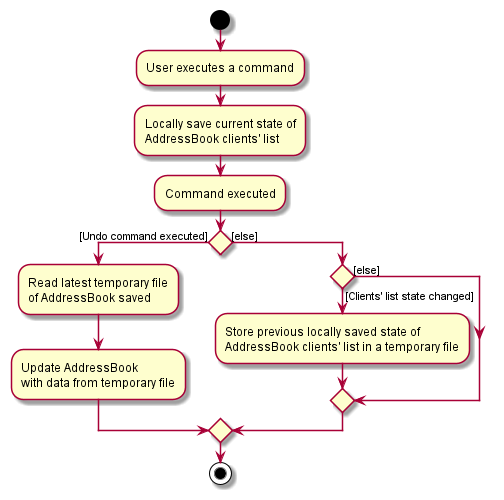 User executes a command
Locally save current state of
AddressBook clients' list
Command executed
[Undo command executed]
[else]
Read latest temporary file
of AddressBook saved
[else]
[Clients' list state changed]
Store previous locally saved state of
AddressBook clients' list in a temporary file
Update AddressBook
with data from temporary file